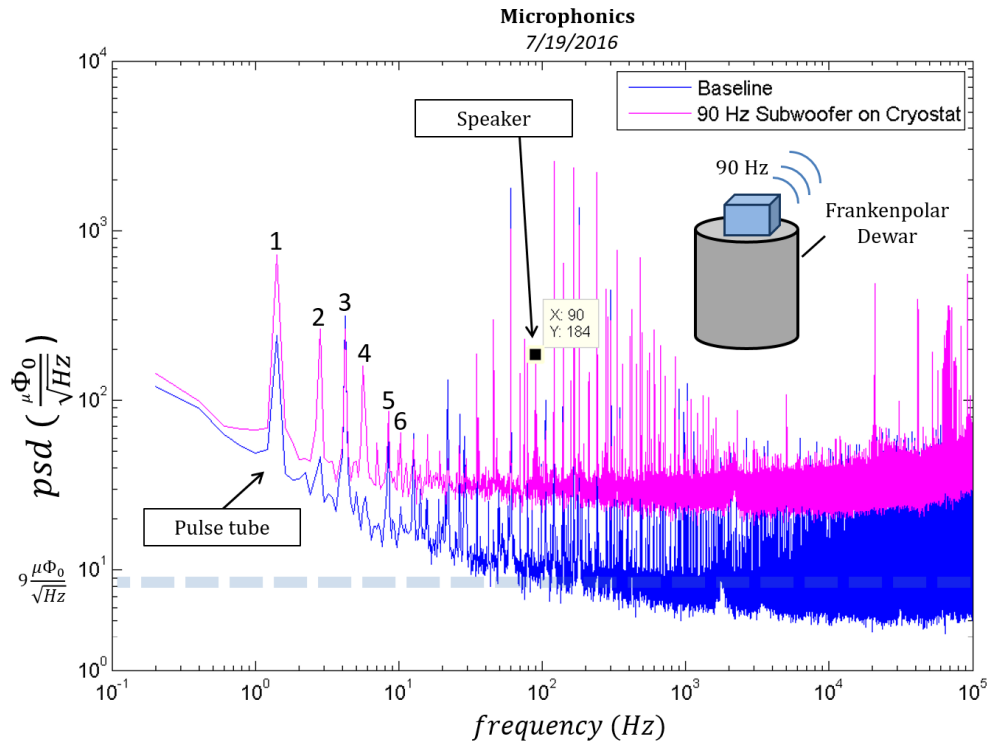 Microphonics
7/19/2016
10^4
10^3
10^2
10^1
10^0
psd ( μΦ₀/√Hz )
9 μΦ₀/√Hz
Baseline
90 Hz Subwoofer on Cryostat
Speaker
90 Hz
Frankenpolar
Dewar
X: 90
Y: 184
1
2
3
4
5
6
Pulse tube
10^-1
10^0
10^1
10^2
10^3
10^4
10^5
frequency (Hz)